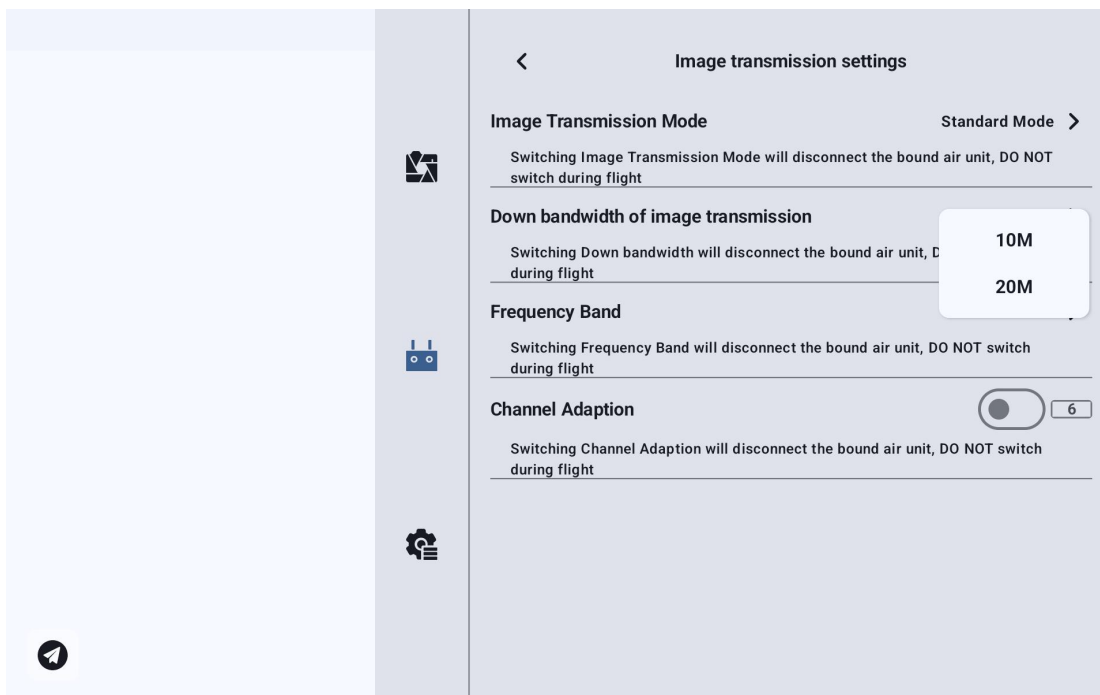 Image transmission settings
Image Transmission Mode
Standard Mode
Switching Image Transmission Mode will disconnect the bound air unit, DO NOT
switch during flight
Down bandwidth of image transmission
Switching Down bandwidth will disconnect the bound air unit,
during flight
10M
20M
Frequency Band
Switching Frequency Band will disconnect the bound air unit, DO NOT switch
during flight
Channel Adaption
6
Switching Channel Adaption will disconnect the bound air unit, DO NOT switch
during flight